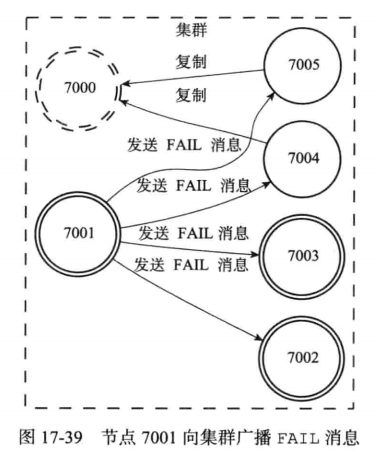 集群
7000
复制
7005
复制
发送 FAIL 消息
7004
发送 FAIL 消息
7001
发送 FAIL 消息
7003
发送 FAIL 消息
7002
图 17-39 节点 7001 向集群广播 FAIL 消息